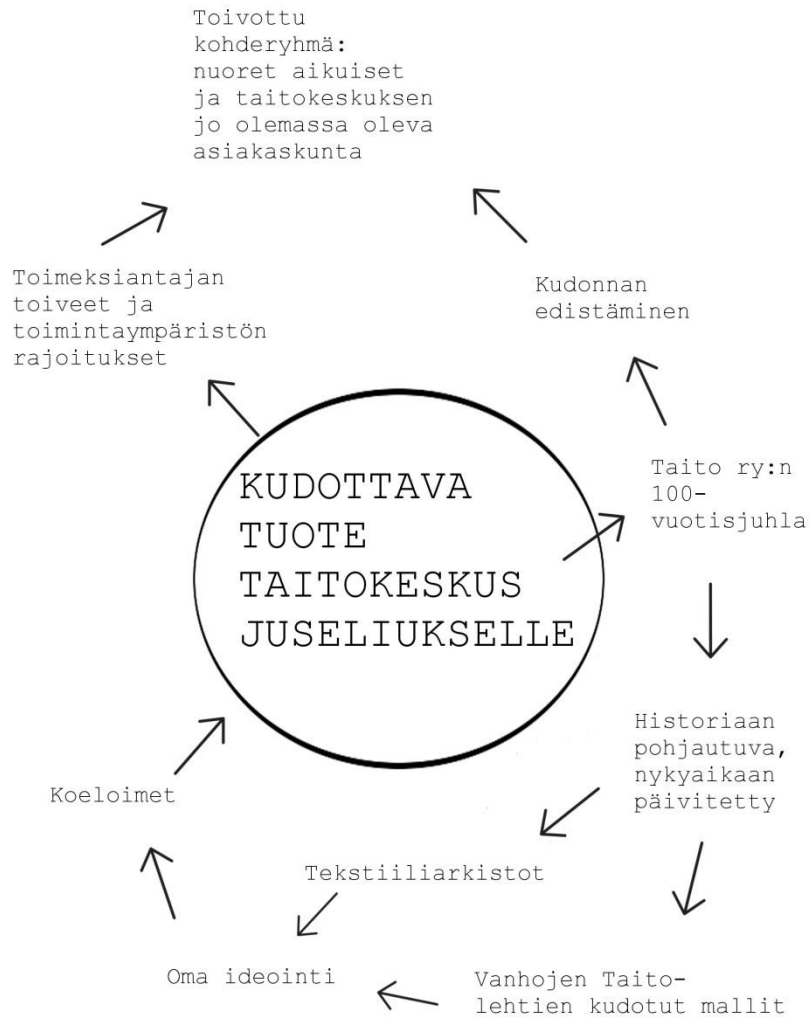 Toivottu
kohderyhmä:
nuoret aikuiset
ja taitokeskuksen
jo olemassa oleva
asiakaskunta
Toimeksiantajan
toiveet ja
toimintaympäristön
rajoitukset
Kudonnan
edistäminen
KUDOTTAVA
TUOTE
TAITOKESKUS
JUSELIUKSELLE
Taito ry:n
100-
vuotisjuhla
Historiaan
pohjautuva,
nykyaikaan
päivitetty
Koeloimet
Tekstiiliarkistot
Oma ideointi
Vanhojen Taito-
lehtien kudotut mallit